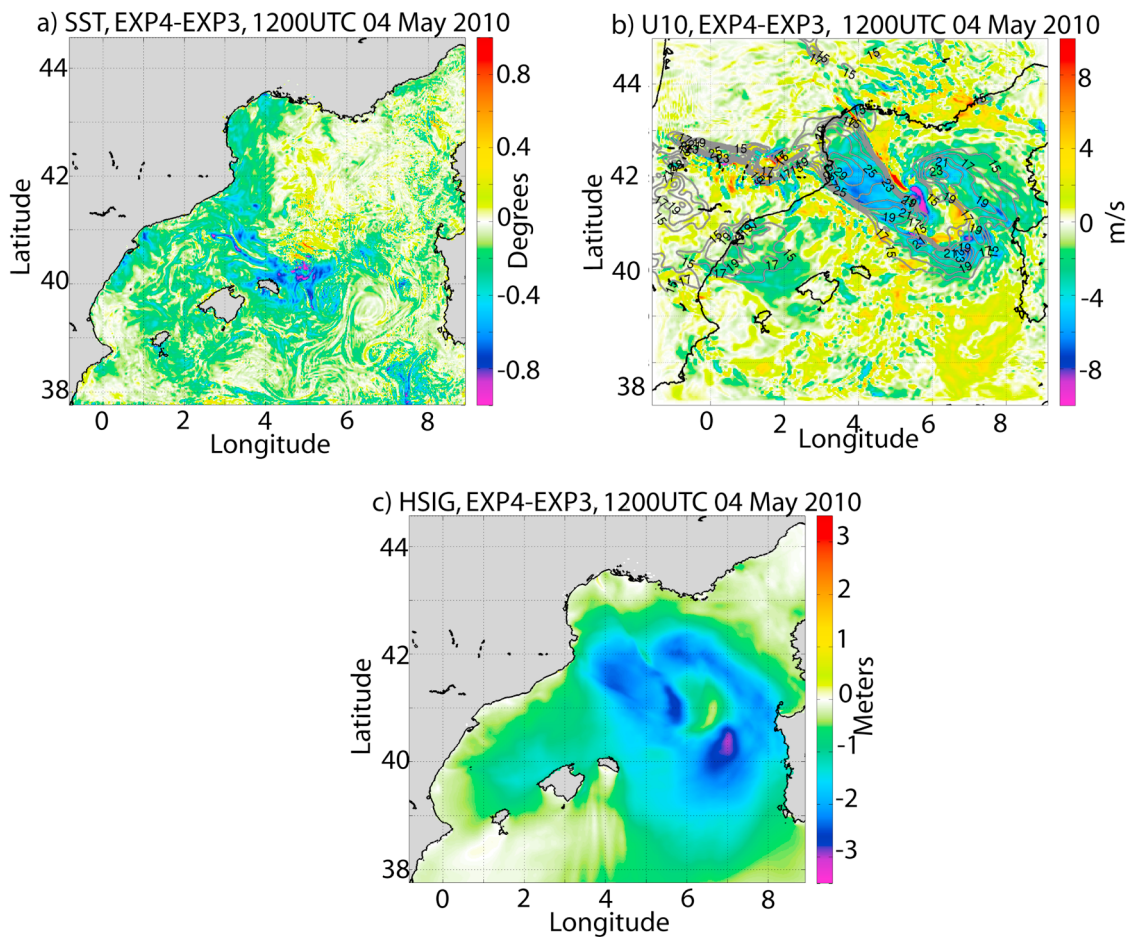 a) SST, EXP4-EXP3, 1200UTC 04 May 2010
44
42
40
38
Latitude
0 2 4 6 8
Longitude
0.8
0.4
0
-0.4
-0.8
Degrees
b) U10, EXP4-EXP3, 1200UTC 04 May 2010
44
42
40
38
Latitude
0 2 4 6 8
Longitude
8
4
0
-4
-8
m/s
c) HSIG, EXP4-EXP3, 1200UTC 04 May 2010
44
42
40
38
Latitude
0 2 4 6 8
Longitude
3
2
1
0
-1
-2
-3
Meters